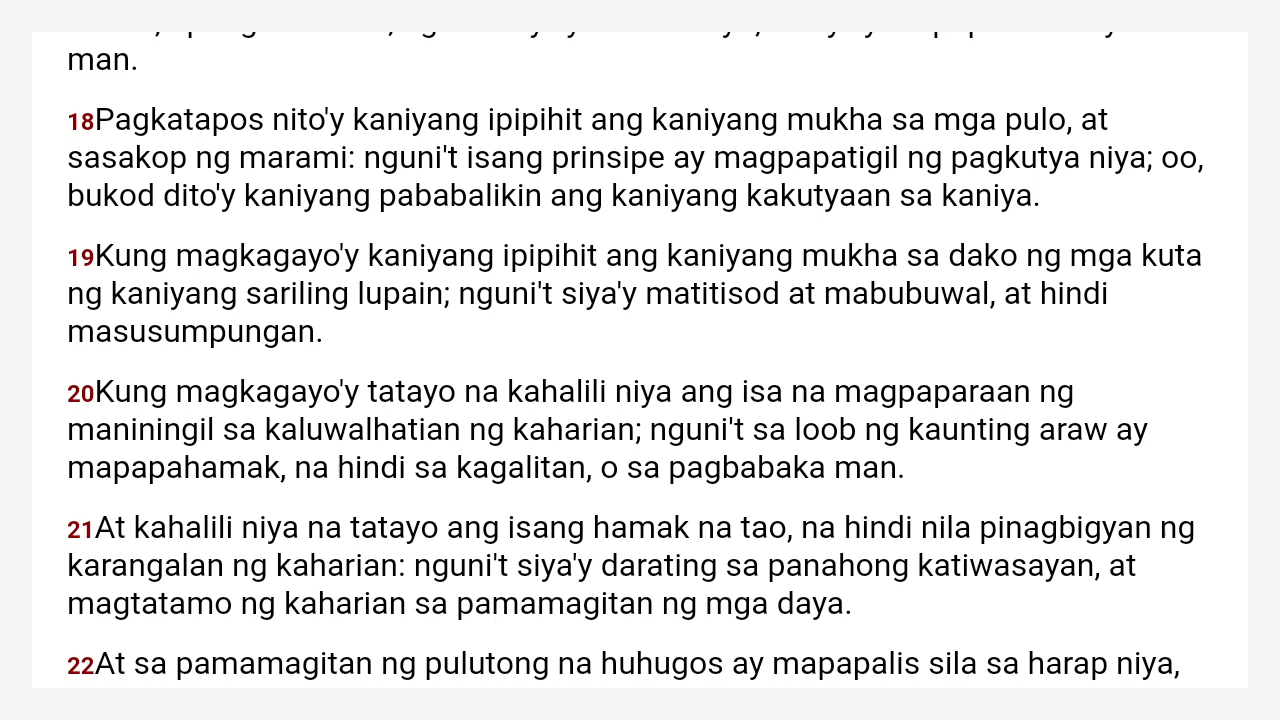 man.
18Pagkatapos nito'y kaniyang ipipihit ang kaniyang mukha sa mga pulo, at
sasakop ng marami: nguni't isang prinsipe ay magpapatigil ng pagkutya niya; oo,
bukod dito'y kaniyang pababalikin ang kaniyang kakutyaan sa kaniya.
19Kung magkagayo'y kaniyang ipipihit ang kaniyang mukha sa dako ng mga kuta
ng kaniyang sariling lupain; nguni't siya'y matitisod at mabubuwal, at hindi
masusumpungan.
20Kung magkagayo'y tatayo na kahalili niya ang isa na magpaparaan ng
maniningil sa kaluwalhatian ng kaharian; nguni't sa loob ng kaunting araw ay
mapapahamak, na hindi sa kagalitan, o sa pagbabaka man.
21At kahalili niya na tatayo ang isang hamak na tao, na hindi nila pinagbigyan ng
karangalan ng kaharian: nguni't siya'y darating sa panahong katiwasayan, at
magtatamo ng kaharian sa pamamagitan ng mga daya.
22At sa pamamagitan ng pulutong na huhugos ay mapapalis sila sa harap niya,